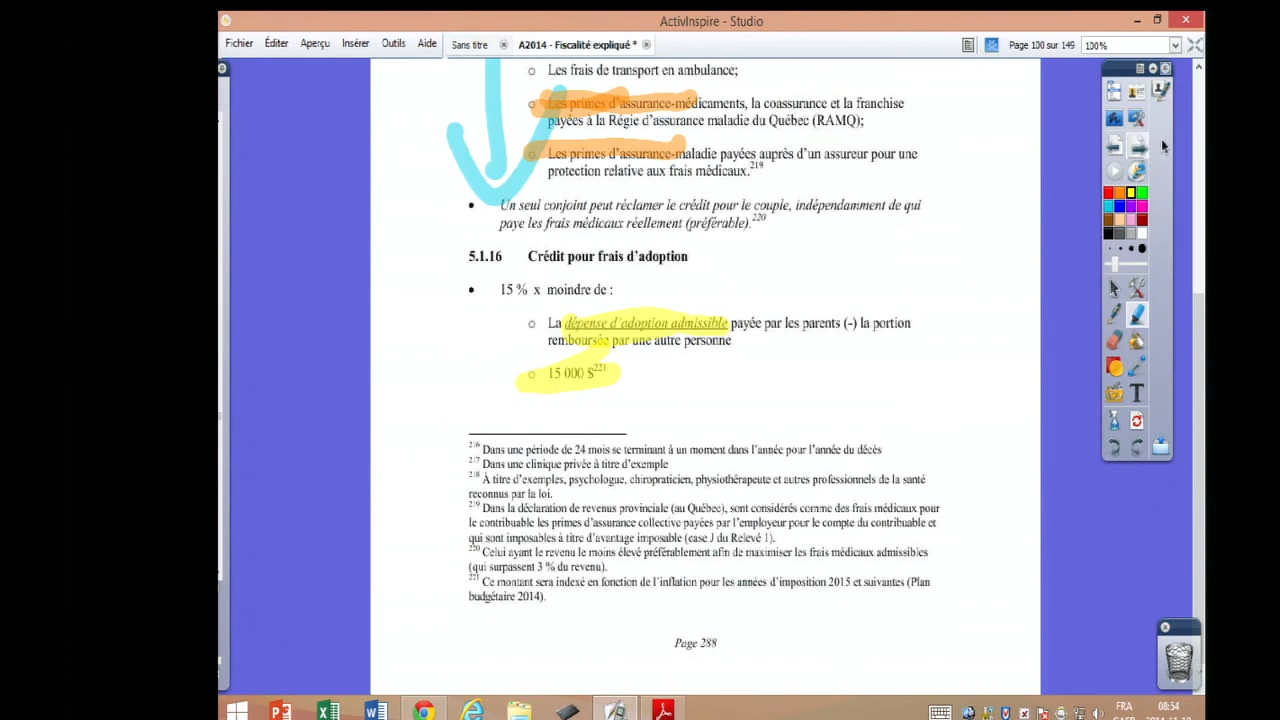 ActivInspire - Studio
Fichier Éditer Aperçu Insérer Outils Aide Sans titre A2014 - Fiscalité expliqué * Page 100 sur 149 100%
o Les frais de transport en ambulance;
o Les primes d'assurance-médicaments, la coassurance et la franchise
payées à la Régie d'assurance maladie du Québec (RAMQ);
o Les primes d'assurance-maladie payées auprès d'un assureur pour une
protection relative aux frais médicaux.219
• Un seul conjoint peut réclamer le crédit pour le couple, indépendamment de qui
paye les frais médicaux réellement (préférable).220
5.1.16 Crédit pour frais d'adoption
• 15 % x moindre de :
o La dépense d'adoption admissible payée par les parents (-) la portion
remboursée par une autre personne
o 15 000 $221
216 Dans une période de 24 mois se terminant à un moment dans l'année pour l'année du décès
217 Dans une clinique privée à titre d'exemple
218 À titre d'exemples, psychologue, chiropraticien, physiothérapeute et autres professionnels de la santé
reconnus par la loi.
219 Dans la déclaration de revenus provinciale (au Québec), sont considérés comme des frais médicaux pour
le contribuable les primes d'assurance collective payées par l'employeur pour le compte du contribuable et
qui sont imposables à titre d'avantage imposable (case J du Relevé 1).
220 Celui ayant le revenu le moins élevé préférablement afin de maximiser les frais médicaux admissibles
(qui surpassent 3 % du revenu).
221 Ce montant sera indexé en fonction de l'inflation pour les années d'imposition 2015 et suivantes (Plan
budgétaire 2014).
Page 288
FRA 08:54